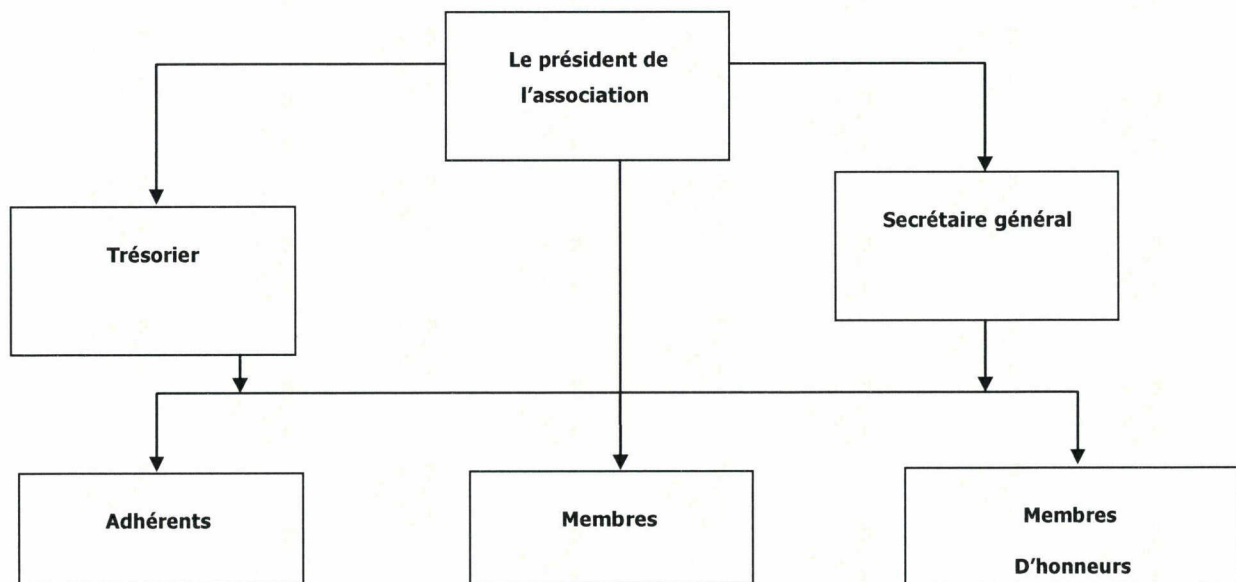 Le président de
l'association
Secrétaire général
Trésorier
Adhérents
Membres
Membres
D'honneurs